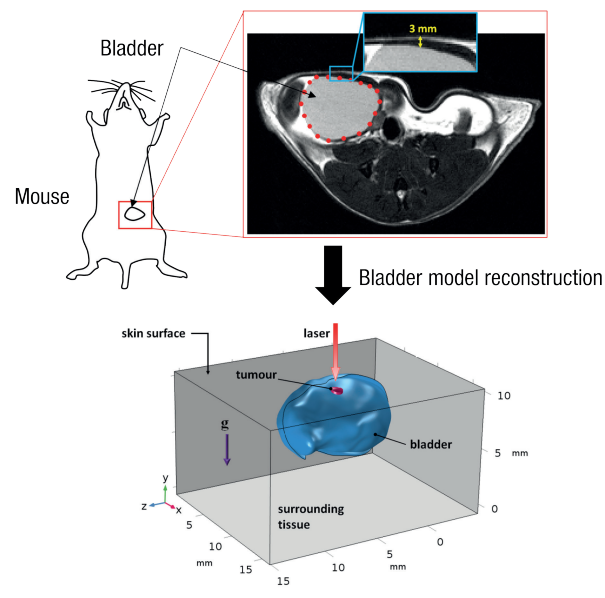 Bladder
3 mm
Mouse
Bladder model reconstruction
skin surface
laser
tumour
10
g
bladder
5 mm
y
z
x
surrounding
tissue
0
5
10
mm
15
15
10
5
0
mm